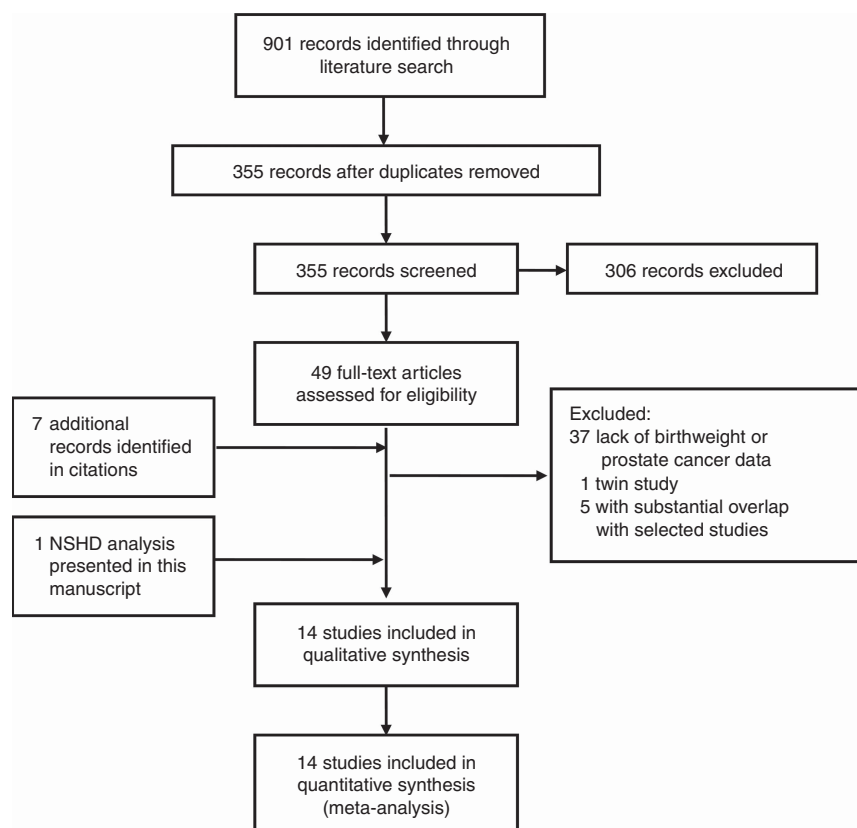 901 records identified through
literature search
355 records after duplicates removed
355 records screened
306 records excluded
49 full-text articles
assessed for eligibility
7 additional
records identified
in citations
Excluded:
37 lack of birthweight or
prostate cancer data
1 twin study
5 with substantial overlap
with selected studies
1 NSHD analysis
presented in this
manuscript
14 studies included in
qualitative synthesis
14 studies included in
quantitative synthesis
(meta-analysis)